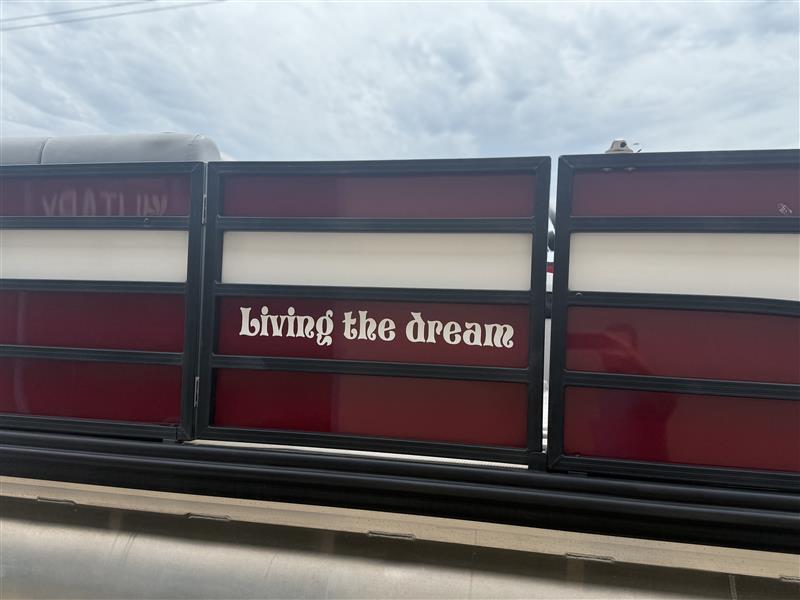 Living the dream